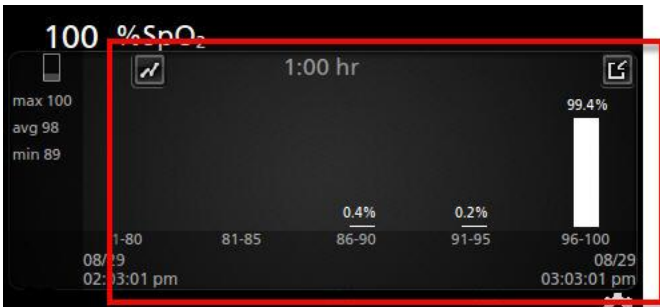 100 %SpO₂
1:00 hr
max 100
avg 98
min 89
99.4%
0.4%
0.2%
1-80
81-85
86-90
91-95
96-100
08/29
02:03:01 pm
08/29
03:03:01 pm